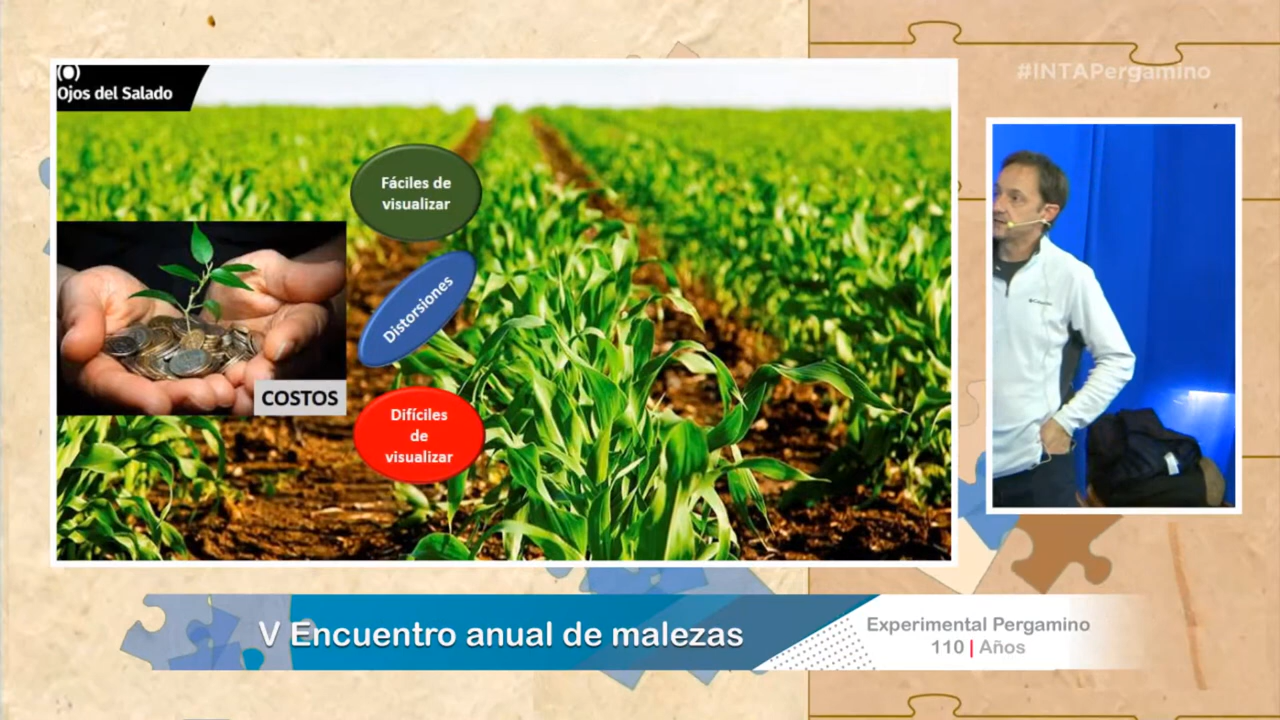 (O)
Ojos del Salado
Fáciles de
visualizar
Distorsiones
COSTOS
Difíciles
de
visualizar
#INTAPergamino
Columbia
V Encuentro anual de malezas
Experimental Pergamino
110 | Años